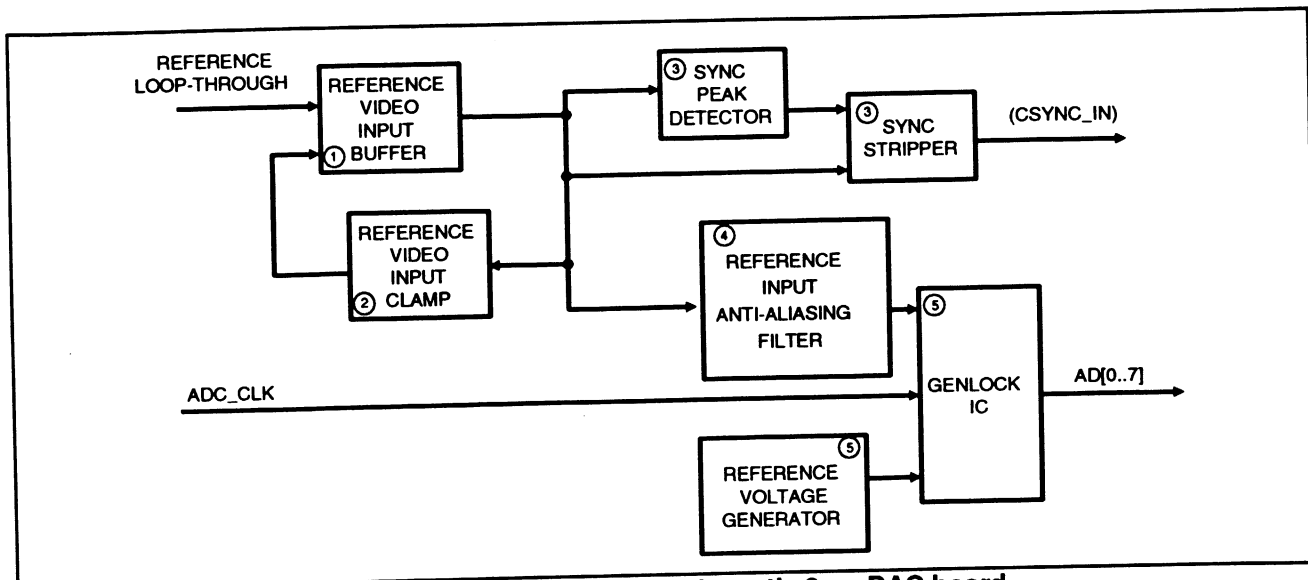 REFERENCE
LOOP-THROUGH
REFERENCE
VIDEO
INPUT
① BUFFER
③ SYNC
PEAK
DETECTOR
③
SYNC
STRIPPER
(CSYNC_IN)
REFERENCE
VIDEO
INPUT
② CLAMP
④
REFERENCE
INPUT
ANTI-ALIASING
FILTER
⑤
GENLOCK
IC
AD[0..7]
ADC_CLK
⑤
REFERENCE
VOLTAGE
GENERATOR
DAC board